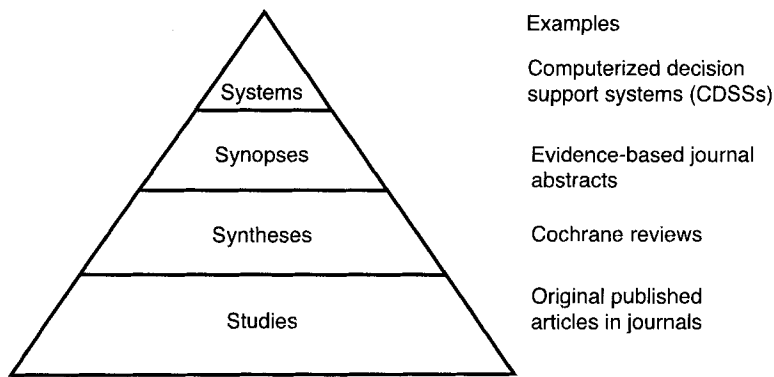 Examples
Systems
Computerized decision
support systems (CDSSs)
Synopses
Evidence-based journal
abstracts
Syntheses
Cochrane reviews
Studies
Original published
articles in journals